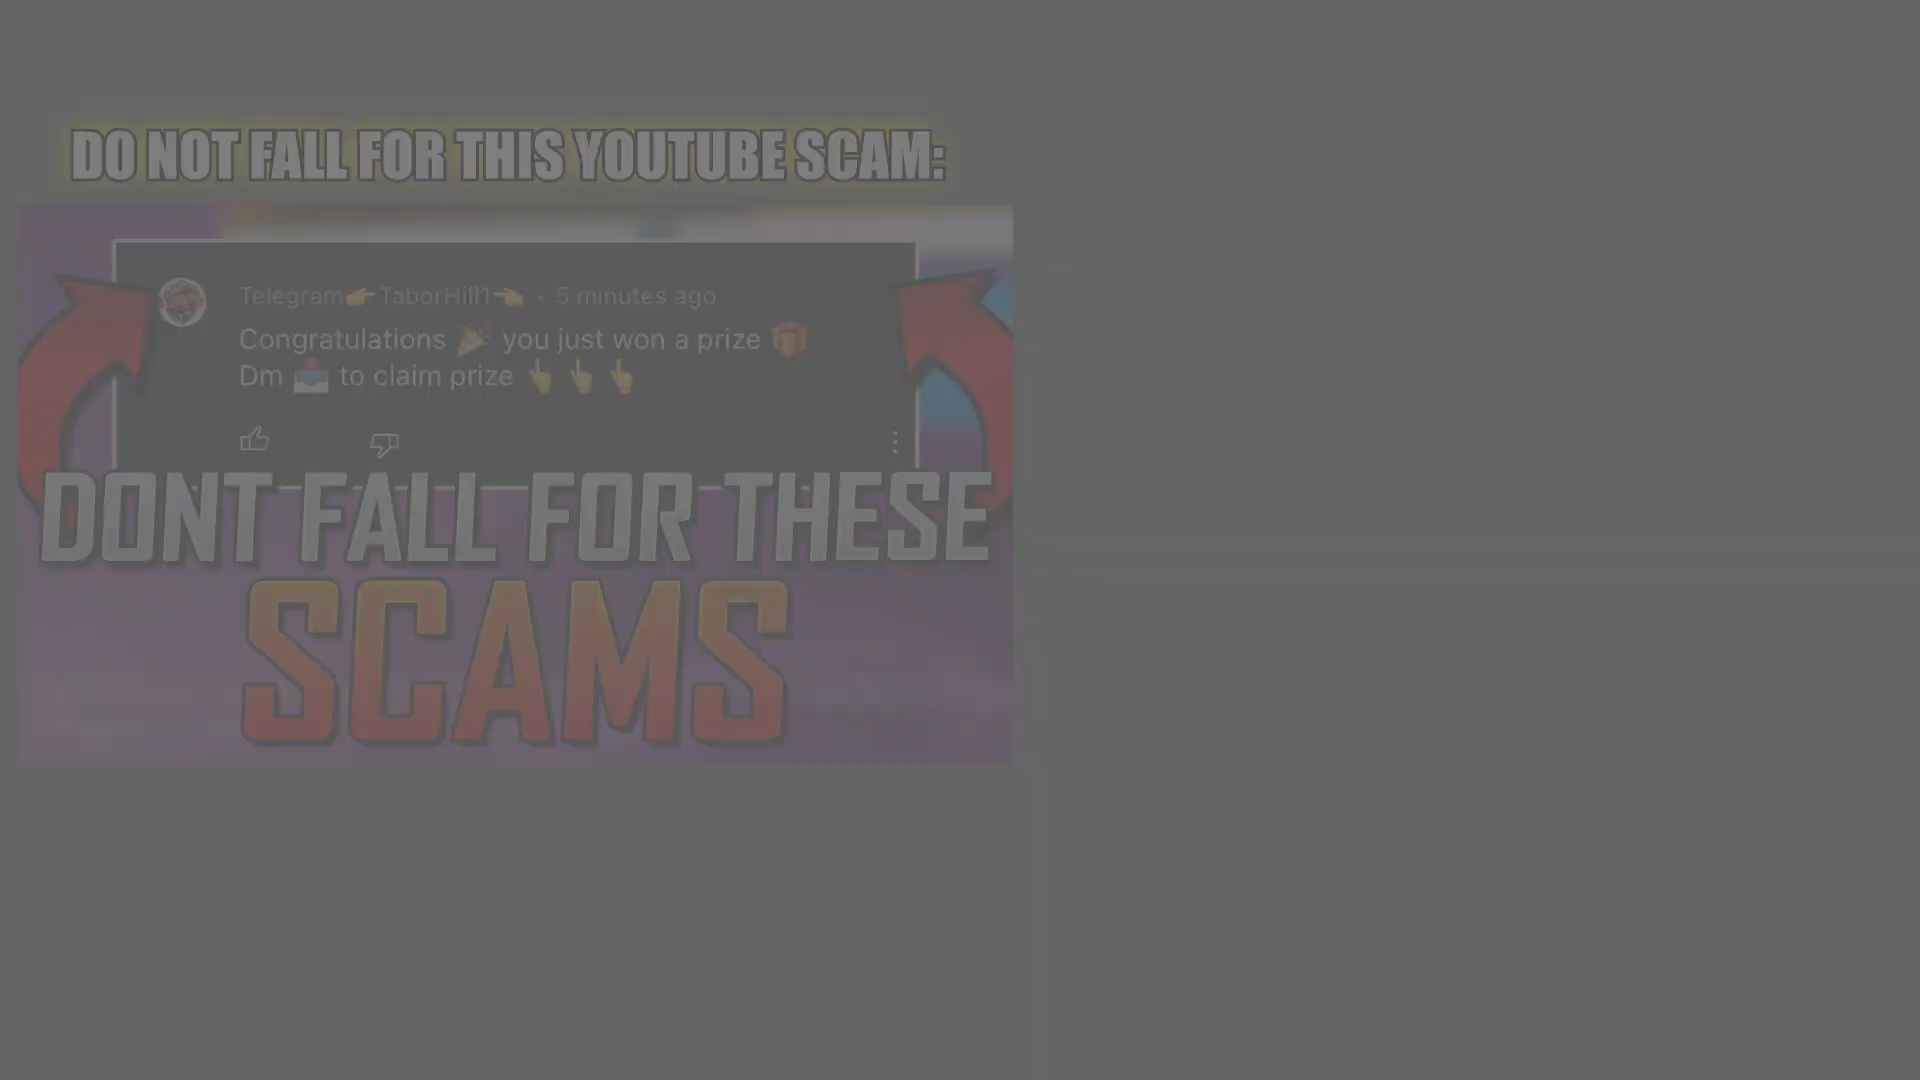 DO NOT FALL FOR THIS YOUTUBE SCAM:
Telegram👉TaborHill1👈 • 5 minutes ago
Congratulations 🎉 you just won a prize 🎁
Dm 📥 to claim prize 👆 👆 👆
DONT FALL FOR THESE
SCAMS